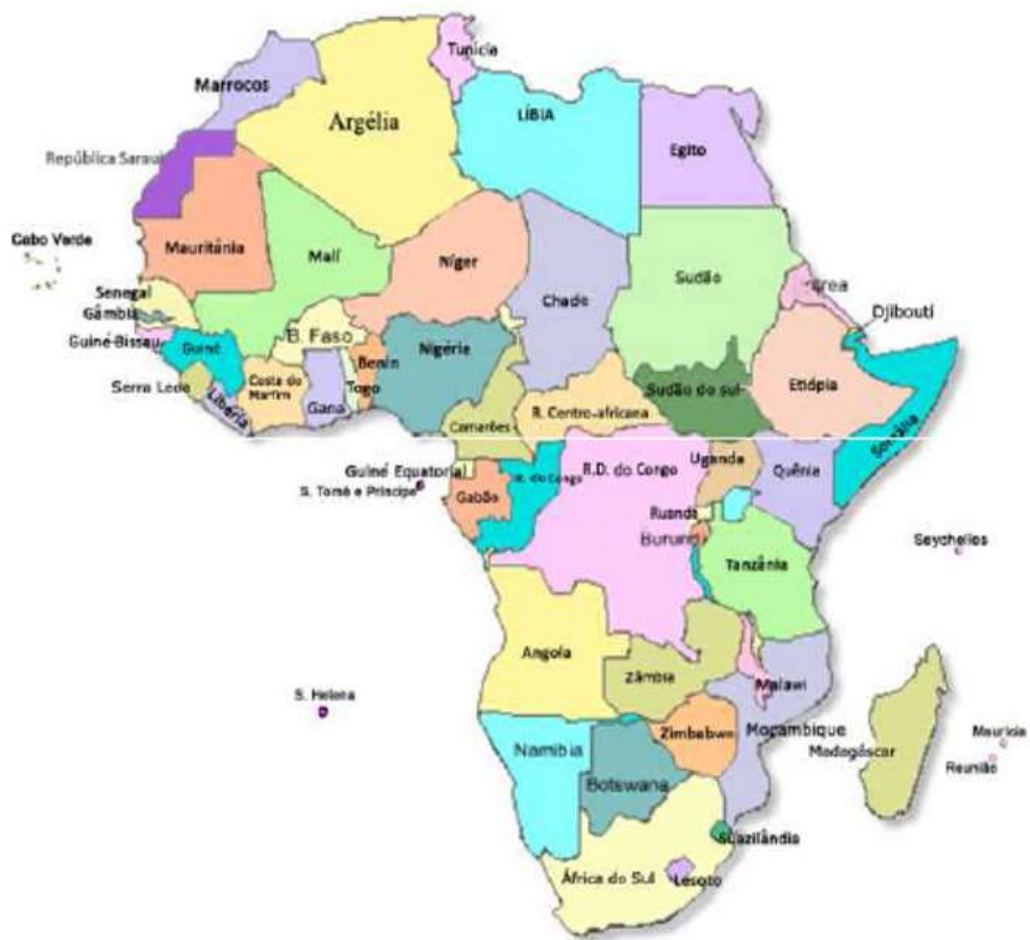 Tunícia
Marrocos
Argélia
LÍBIA
Egito
República Saraui
Cabo Verde
Mauritânia
Malí
Níger
Chade
Sudão
Djibouti
Senegal
Gâmbia
Guiné-Bissau
Guiné
B. Faso
Nigéria
Benin
Togo
Gana
Costa do
Marfim
Serra Leoa
Libéria
Camarões
R. Centro-africana
Sudão do sul
Etiópia
Somália
Guiné Equatorial
S. Tomé e Príncipe
Gabão
R. do Congo
R.D. do Congo
Uganda
Quênia
Ruanda
Tanzânia
Seychelles
Angola
Zâmbia
Malawi
S. Helena
Moçambique
Zimbabwe
Namíbia
Botswana
Madagáscar
Reunião
Suazilândia
África do Sul
Lesoto